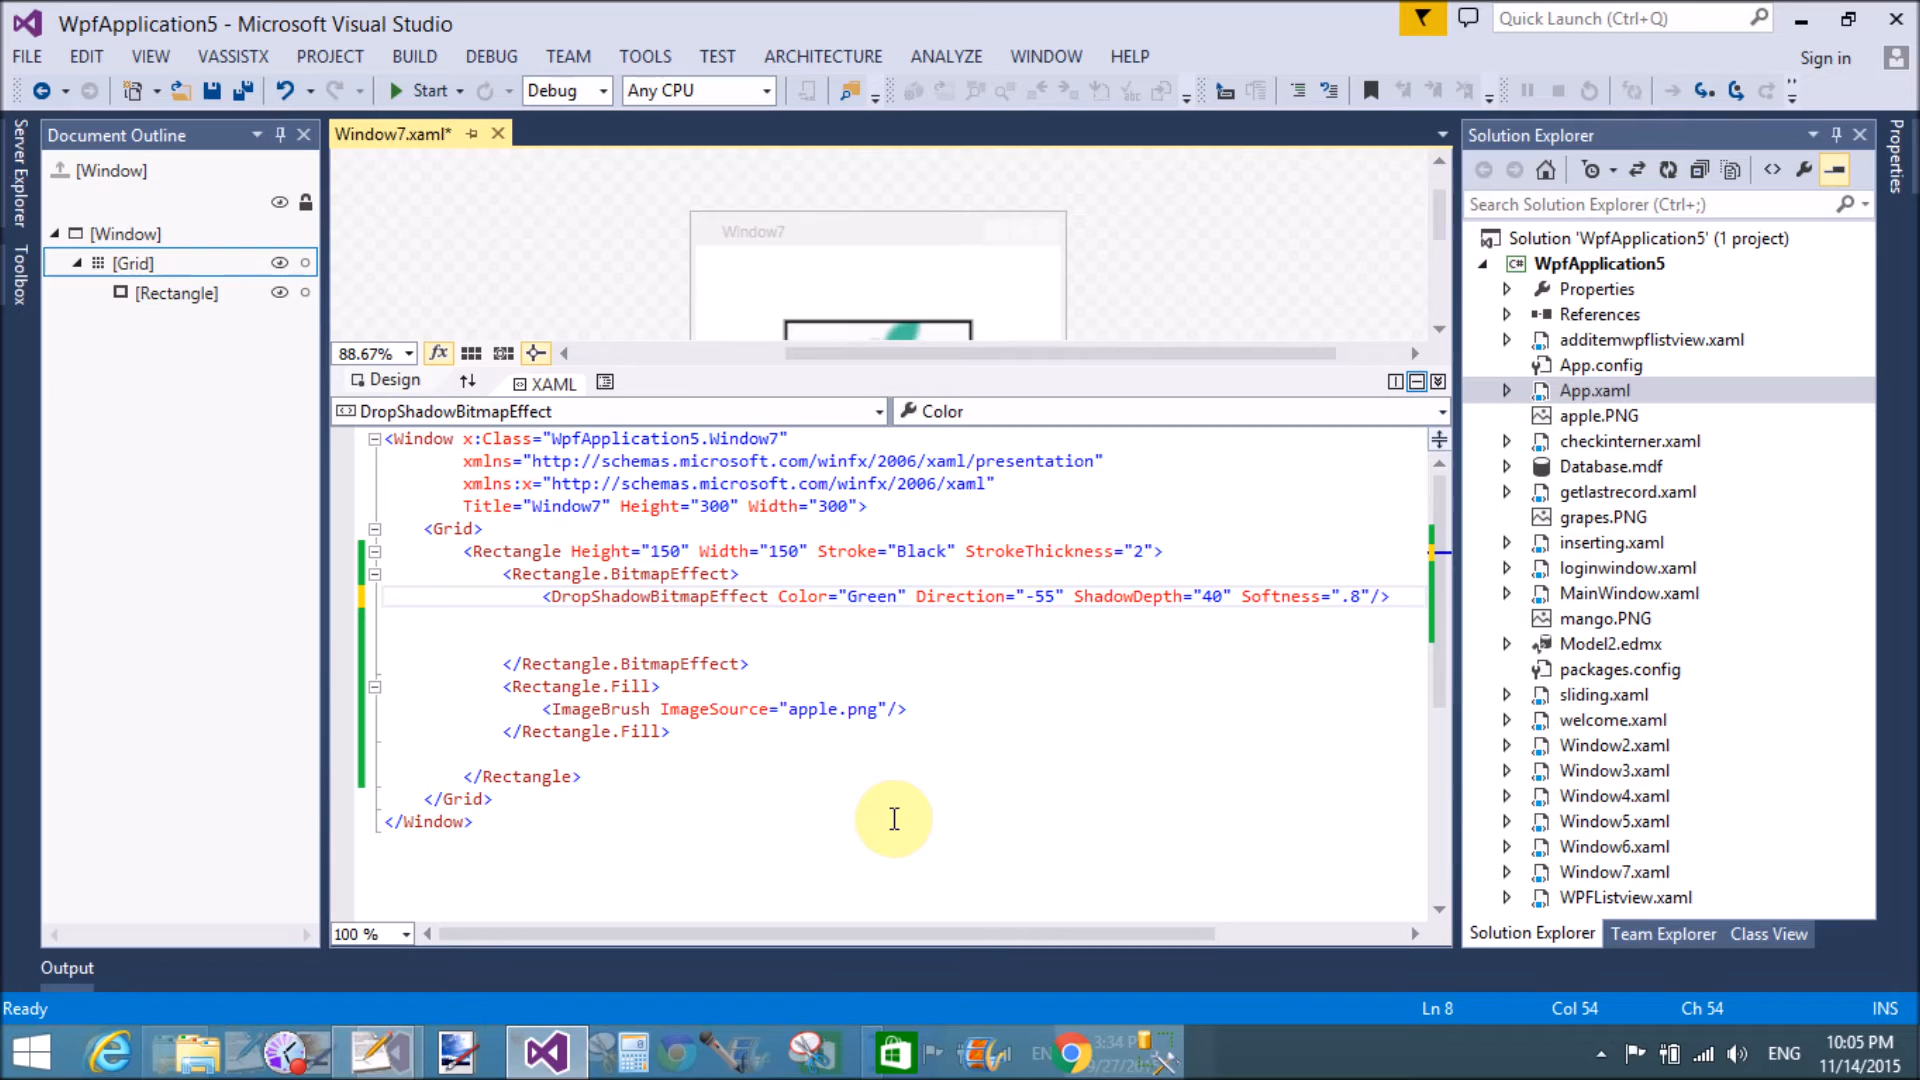 WpfApplication5 - Microsoft Visual Studio
Quick Launch (Ctrl+Q)
FILE EDIT VIEW VASSISTX PROJECT BUILD DEBUG TEAM TOOLS TEST ARCHITECTURE ANALYZE WINDOW HELP
Sign in
Start Debug Any CPU
Server Explorer
Toolbox
Document Outline
[Window]
[Window]
[Grid]
[Rectangle]
Window7.xaml*
Window7
88.67%
Design XAML
DropShadowBitmapEffect Color
<Window x:Class="WpfApplication5.Window7"
xmlns="http://schemas.microsoft.com/winfx/2006/xaml/presentation"
xmlns:x="http://schemas.microsoft.com/winfx/2006/xaml"
Title="Window7" Height="300" Width="300">
<Grid>
<Rectangle Height="150" Width="150" Stroke="Black" StrokeThickness="2">
<Rectangle.BitmapEffect>
<DropShadowBitmapEffect Color="Green" Direction="-55" ShadowDepth="40" Softness=".8"/>
</Rectangle.BitmapEffect>
<Rectangle.Fill>
<ImageBrush ImageSource="apple.png"/>
</Rectangle.Fill>
</Rectangle>
</Grid>
</Window>
100 %
Solution Explorer
Search Solution Explorer (Ctrl+;)
Solution 'WpfApplication5' (1 project)
C# WpfApplication5
Properties
References
additemwpflistview.xaml
App.config
App.xaml
apple.PNG
checkinterner.xaml
Database.mdf
getlastrecord.xaml
grapes.PNG
inserting.xaml
loginwindow.xaml
MainWindow.xaml
mango.PNG
Model2.edmx
packages.config
sliding.xaml
welcome.xaml
Window2.xaml
Window3.xaml
Window4.xaml
Window5.xaml
Window6.xaml
Window7.xaml
WPFListview.xaml
Solution Explorer Team Explorer Class View
Properties
Output
Ready Ln 8 Col 54 Ch 54 INS
EN 3:34 P
ENG
10:05 PM
11/14/2015